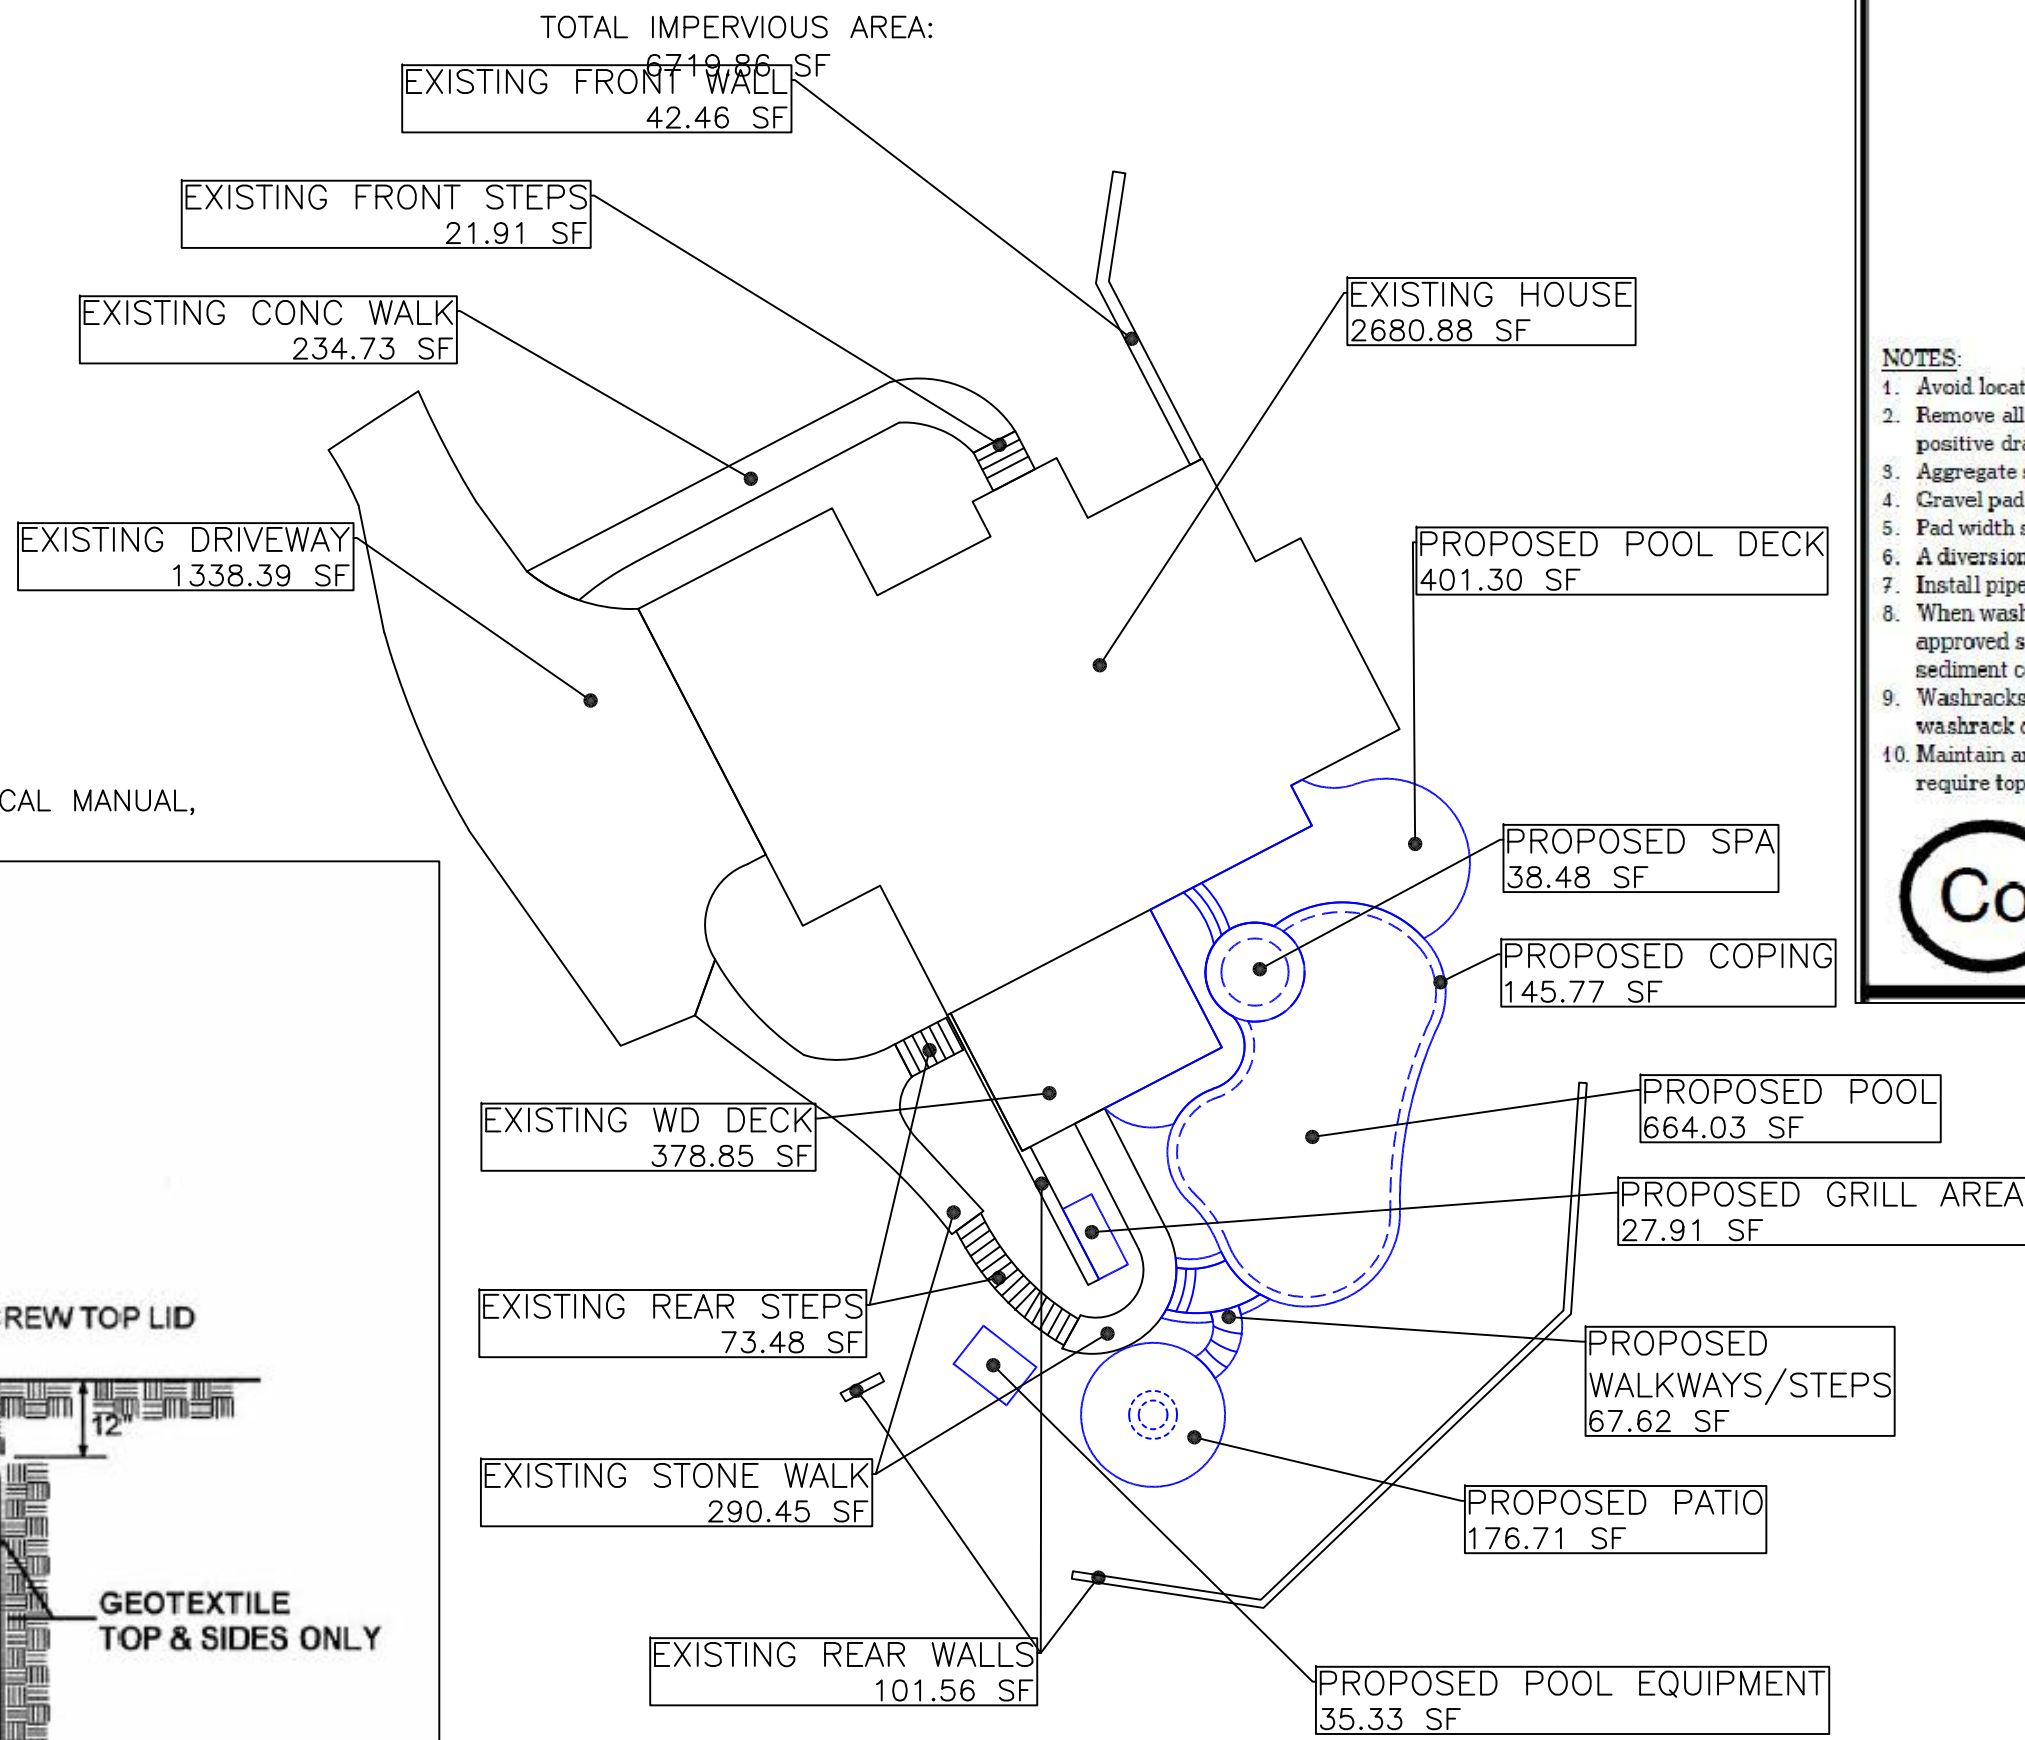 TOTAL IMPERVIOUS AREA:
6719.86 SF
EXISTING FRONT WALL
42.46 SF
EXISTING FRONT STEPS
21.91 SF
EXISTING CONC WALK
234.73 SF
EXISTING DRIVEWAY
1338.39 SF
EXISTING HOUSE
2680.88 SF
PROPOSED POOL DECK
401.30 SF
PROPOSED SPA
38.48 SF
PROPOSED COPING
145.77 SF
PROPOSED POOL
664.03 SF
PROPOSED GRILL AREA
27.91 SF
PROPOSED
WALKWAYS/STEPS
67.62 SF
PROPOSED PATIO
176.71 SF
PROPOSED POOL EQUIPMENT
35.33 SF
EXISTING WD DECK
378.85 SF
EXISTING REAR STEPS
73.48 SF
EXISTING STONE WALK
290.45 SF
EXISTING REAR WALLS
101.56 SF
CAL MANUAL,
REW TOP LID
12"
GEOTEXTILE
TOP & SIDES ONLY
NOTES:
1. Avoid locat
2. Remove all
positive dra
3. Aggregate s
4. Gravel pad
5. Pad width s
6. A diversion
7. Install pipe
8. When wash
approved s
sediment c
9. Washracks
washrack
10. Maintain a
require top
Co